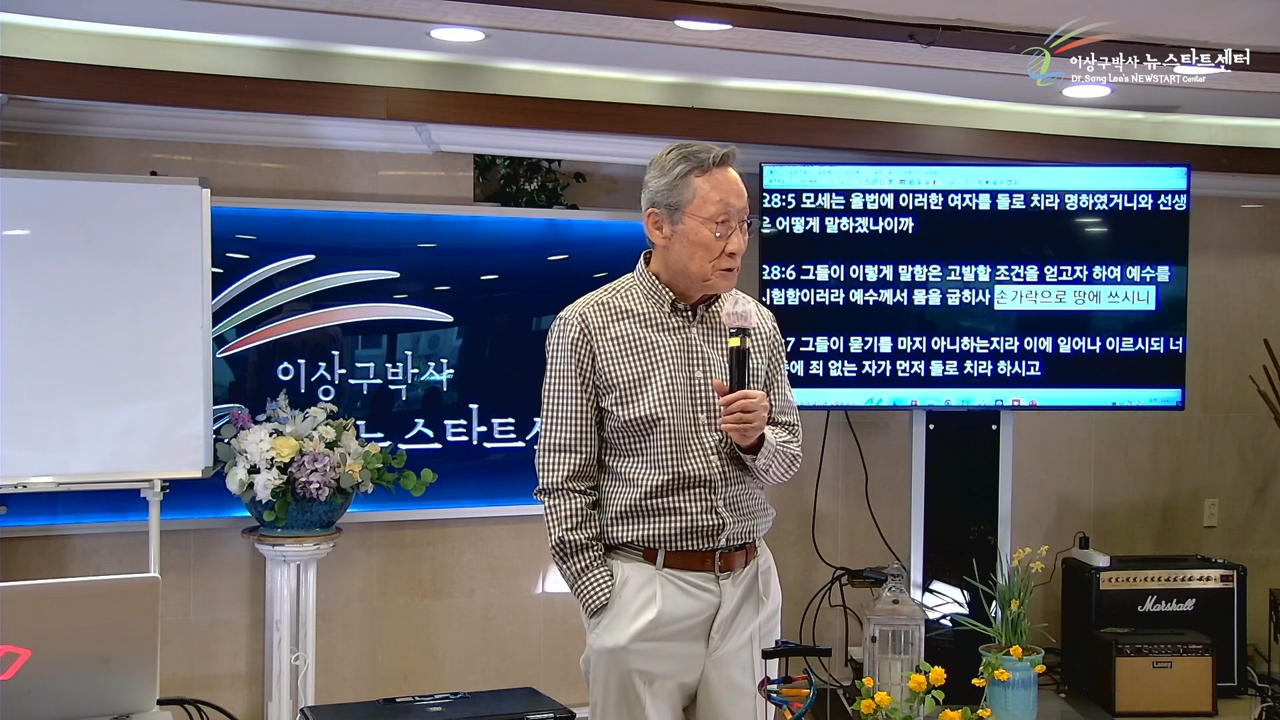 이상구박사 뉴스타트센터
Dr. Sang Lee's NEWSTART Center
28:5 모세는 율법에 이러한 여자를 돌로 치라 명하였거니와 선생
은 어떻게 말하겠나이까
28:6 그들이 이렇게 말함은 고발할 조건을 얻고자 하여 예수를
시험함이러라 예수께서 몸을 굽히사 손가락으로 땅에 쓰시니
7 그들이 묻기를 마지 아니하는지라 이에 일어나 이르시되 너
중에 죄 없는 자가 먼저 돌로 치라 하시고
이상구박사
뉴스타트
Marshall
Laney